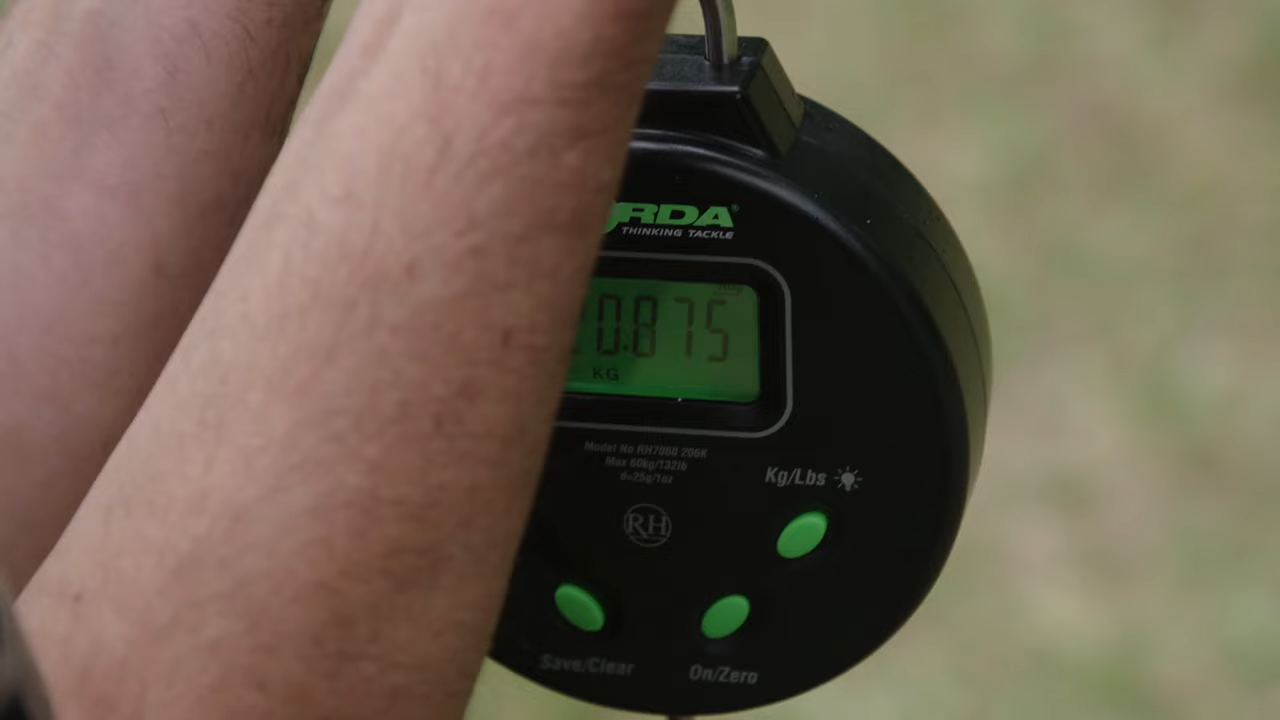 RDA®
THINKING TACKLE
0.875
KG
Model No RH7060 206K
Max 60kg/132lb
d=25g/1oz
Kg/Lbs
RH
Save/Clear
On/Zero